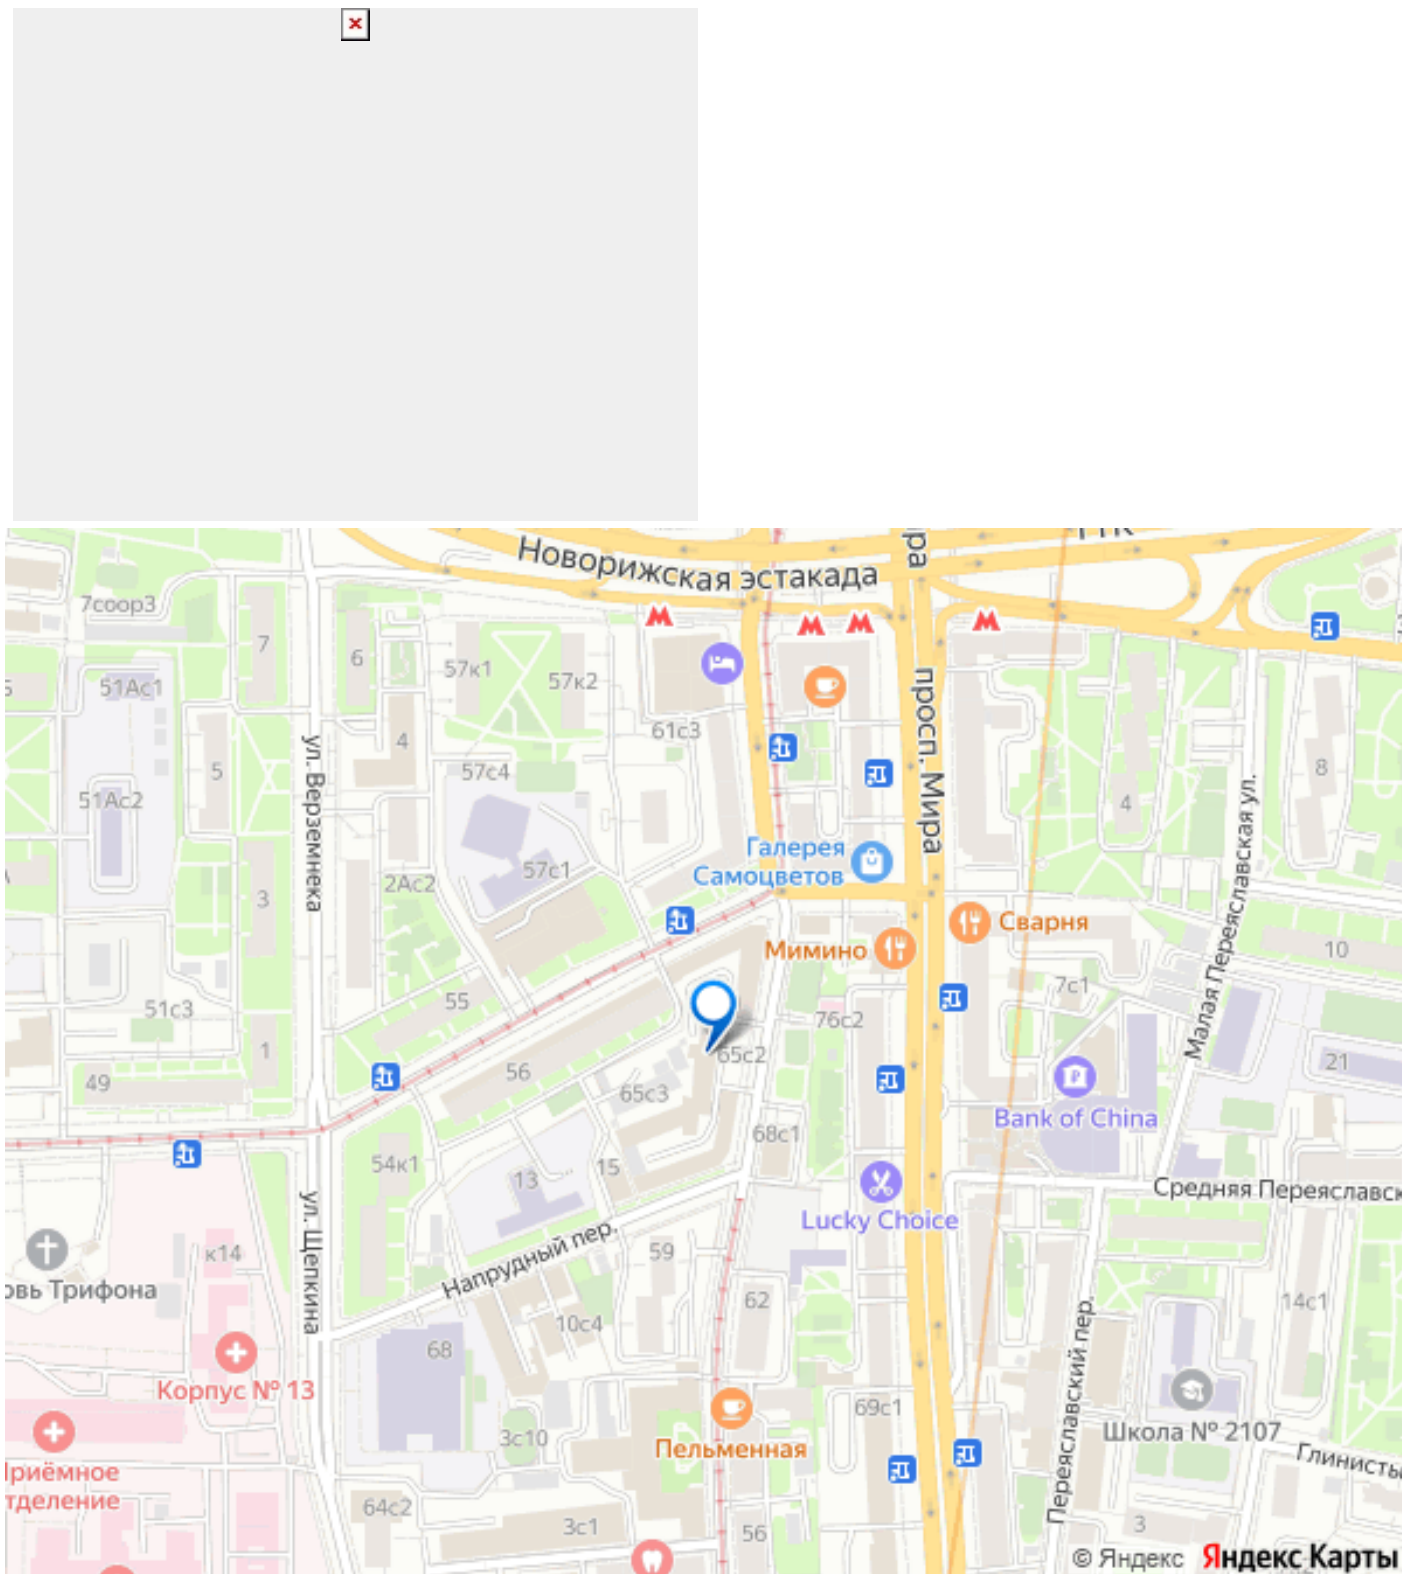 Новорижская эстакада
7соор3
7
6
57к1
57к2
51Ас1
61с3
просп. Мира
ул. Верземнека
4
5
57с4
8
51Ас2
4
Малая Переяславская ул.
Галерея
Самоцветов
57с1
2Ас2
3
Сварня
Мимино
10
55
7с1
51с3
76с2
1
65с2
21
56
49
65с3
Bank of China
68с1
54к1
15
13
Средняя Переяславск
ул. Щепкина
Lucky Choice
Напрудный пер.
59
к14
овь Трифона
62
14с1
10с4
Переяславский пер.
68
Корпус № 13
69с1
Школа № 2107
3с10
Пельменная
Глинисты
риёмное
тделение
64с2
3с1
56
3
© Яндекс Яндекс Карты